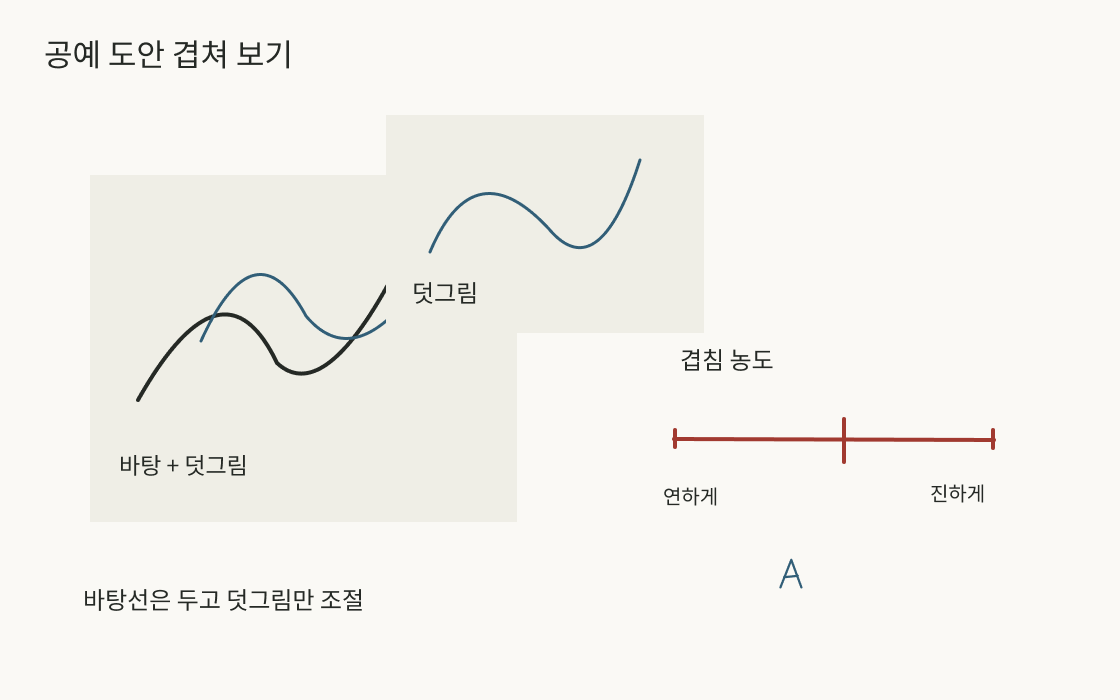 공예 도안 겹쳐 보기
덧그림
겹침 농도
바탕 + 덧그림
연하게
진하게
A
바탕선은 두고 덧그림만 조절